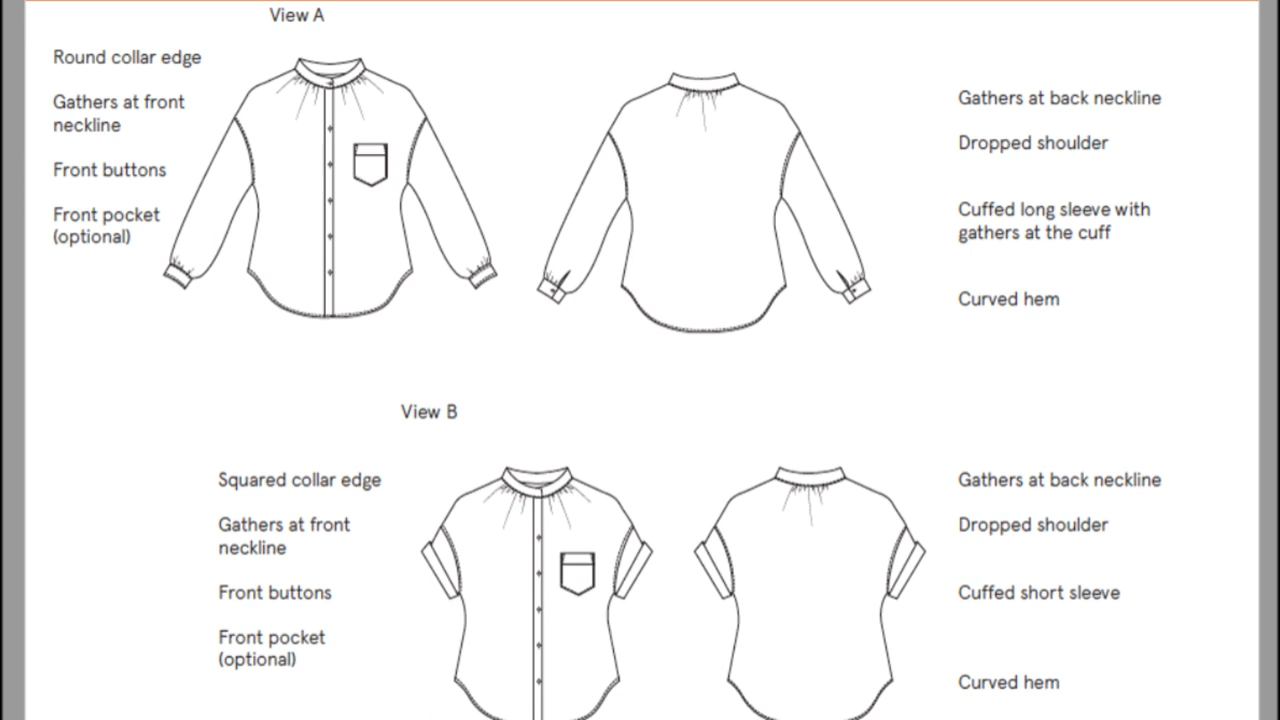 View A
Round collar edge
Gathers at front
neckline
Front buttons
Front pocket
(optional)
Gathers at back neckline
Dropped shoulder
Cuffed long sleeve with
gathers at the cuff
Curved hem
View B
Squared collar edge
Gathers at front
neckline
Front buttons
Front pocket
(optional)
Gathers at back neckline
Dropped shoulder
Cuffed short sleeve
Curved hem